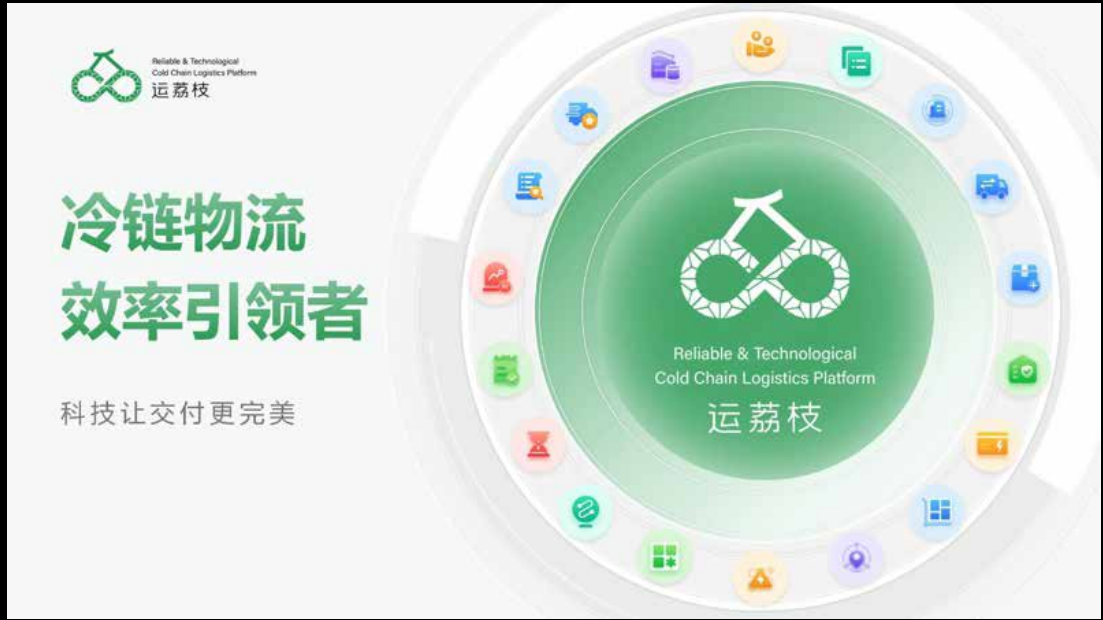 Reliable & Technological
Cold Chain Logistics Platform
运荔枝
冷链物流
效率引领者
科技让交付更完美
Reliable & Technological
Cold Chain Logistics Platform
运荔枝